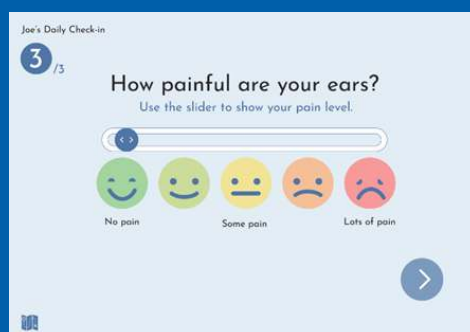 Joe's Daily Check-in
3/3
How painful are your ears?
Use the slider to show your pain level.
No pain
Some pain
Lots of pain